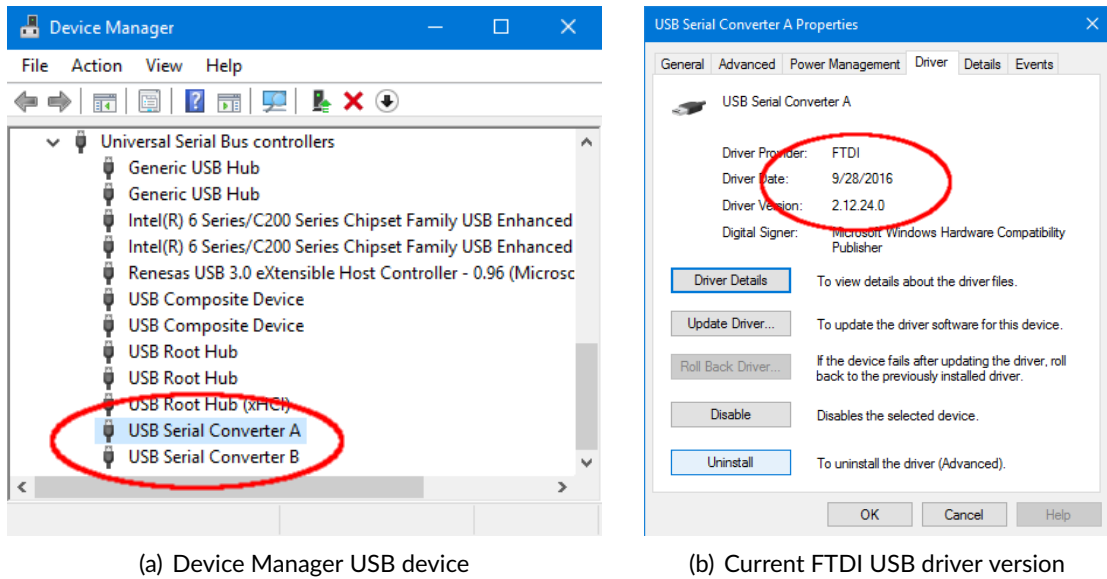 Device Manager
File Action View Help
Universal Serial Bus controllers
Generic USB Hub
Generic USB Hub
Intel(R) 6 Series/C200 Series Chipset Family USB Enhanced
Intel(R) 6 Series/C200 Series Chipset Family USB Enhanced
Renesas USB 3.0 eXtensible Host Controller - 0.96 (Microsc
USB Composite Device
USB Composite Device
USB Root Hub
USB Root Hub
USB Root Hub (xHCI)
USB Serial Converter A
USB Serial Converter B
(a) Device Manager USB device
USB Serial Converter A Properties
General Advanced Power Management Driver Details Events
USB Serial Converter A
Driver Provider: FTDI
Driver Date: 9/28/2016
Driver Version: 2.12.24.0
Digital Signer: Microsoft Windows Hardware Compatibility
Publisher
Driver Details To view details about the driver files.
Update Driver... To update the driver software for this device.
Roll Back Driver... If the device fails after updating the driver, roll
back to the previously installed driver.
Disable Disables the selected device.
Uninstall To uninstall the driver (Advanced).
OK Cancel Help
(b) Current FTDI USB driver version